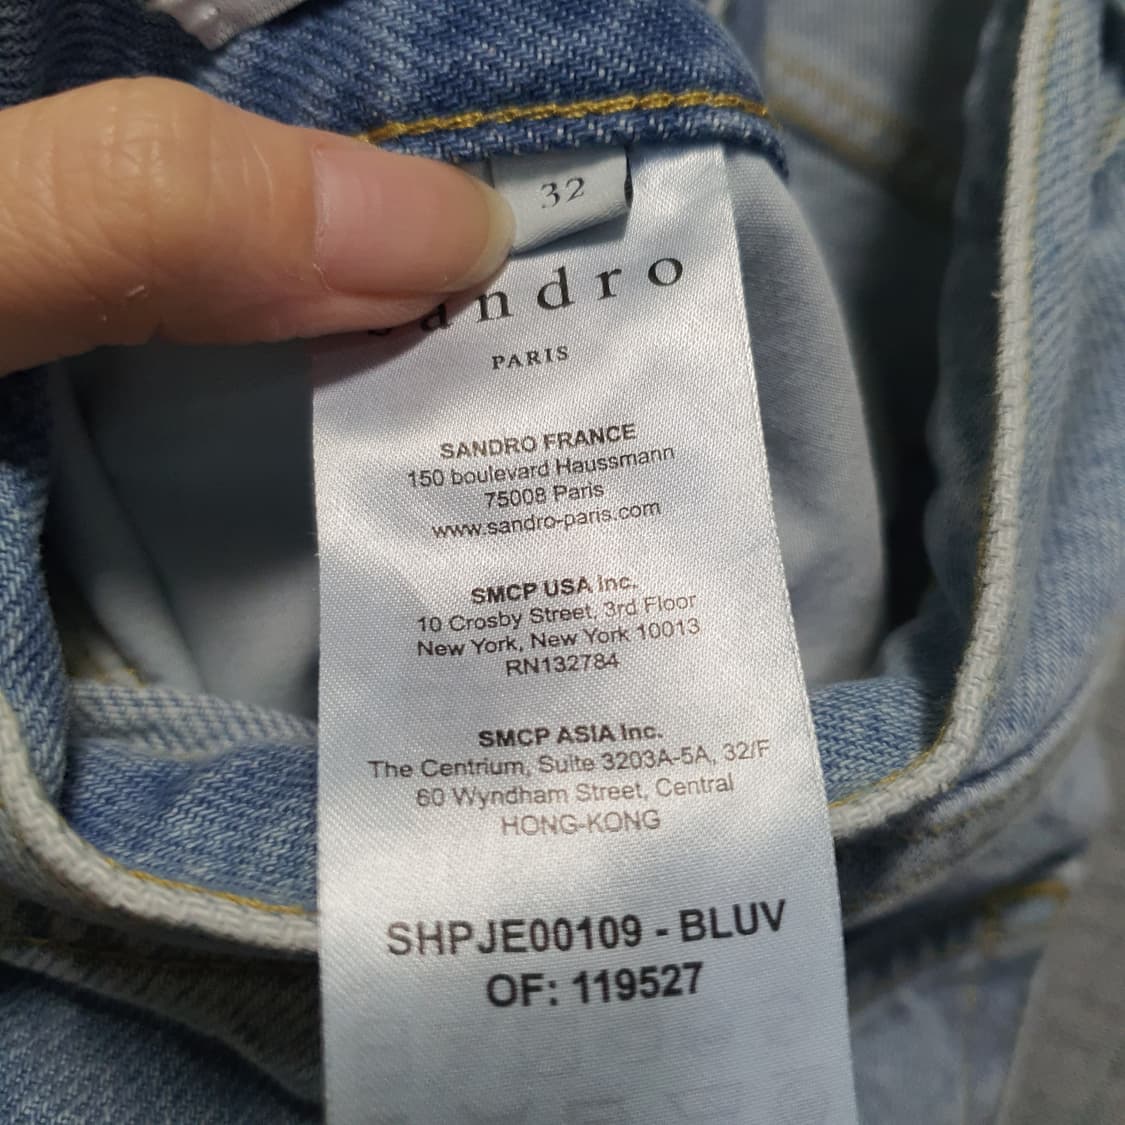 32
sandro
PARIS
SANDRO FRANCE
150 boulevard Haussmann
75008 Paris
www.sandro-paris.com
SMCP USA Inc.
10 Crosby Street, 3rd Floor
New York, New York 10013
RN132784
SMCP ASIA Inc.
The Centrium, Suite 3203A-5A, 32/F
60 Wyndham Street, Central
HONG-KONG
SHPJE00109 - BLUV
OF: 119527